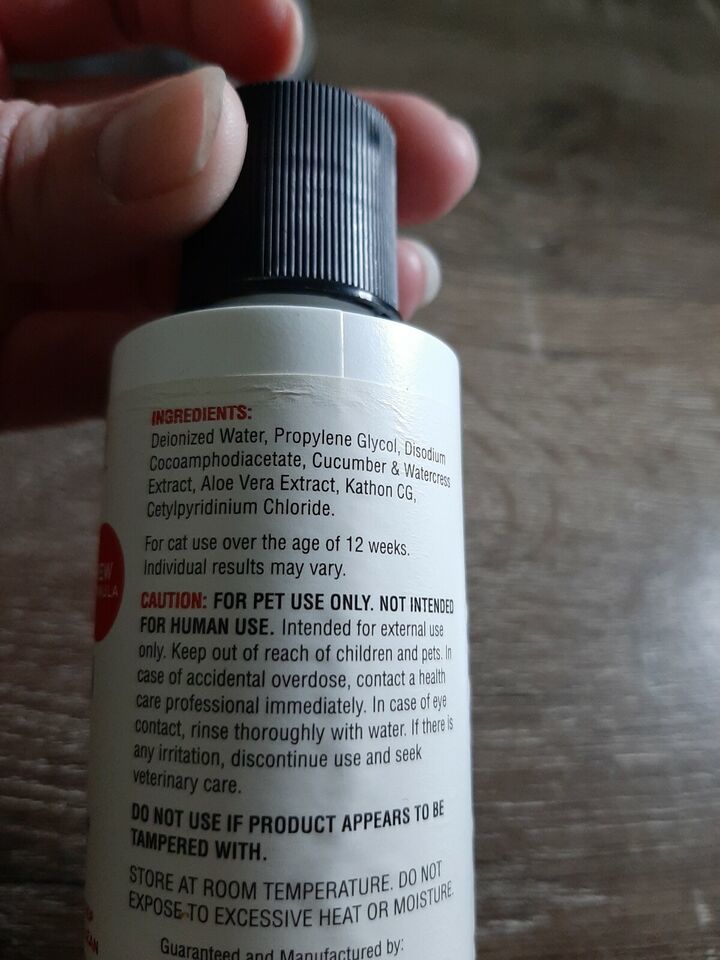 INGREDIENTS:
Deionized Water, Propylene Glycol, Disodium
Cocoamphodiacetate, Cucumber & Watercress
Extract, Aloe Vera Extract, Kathon CG,
Cetylpyridinium Chloride.
For cat use over the age of 12 weeks.
Individual results may vary.
CAUTION: FOR PET USE ONLY. NOT INTENDED
FOR HUMAN USE. Intended for external use
only. Keep out of reach of children and pets. In
case of accidental overdose, contact a health
care professional immediately. In case of eye
contact, rinse thoroughly with water. If there is
any irritation, discontinue use and seek
veterinary care.
DO NOT USE IF PRODUCT APPEARS TO BE
TAMPERED WITH.
STORE AT ROOM TEMPERATURE. DO NOT
EXPOSE TO EXCESSIVE HEAT OR MOISTURE.
Guaranteed and Manufactured by: